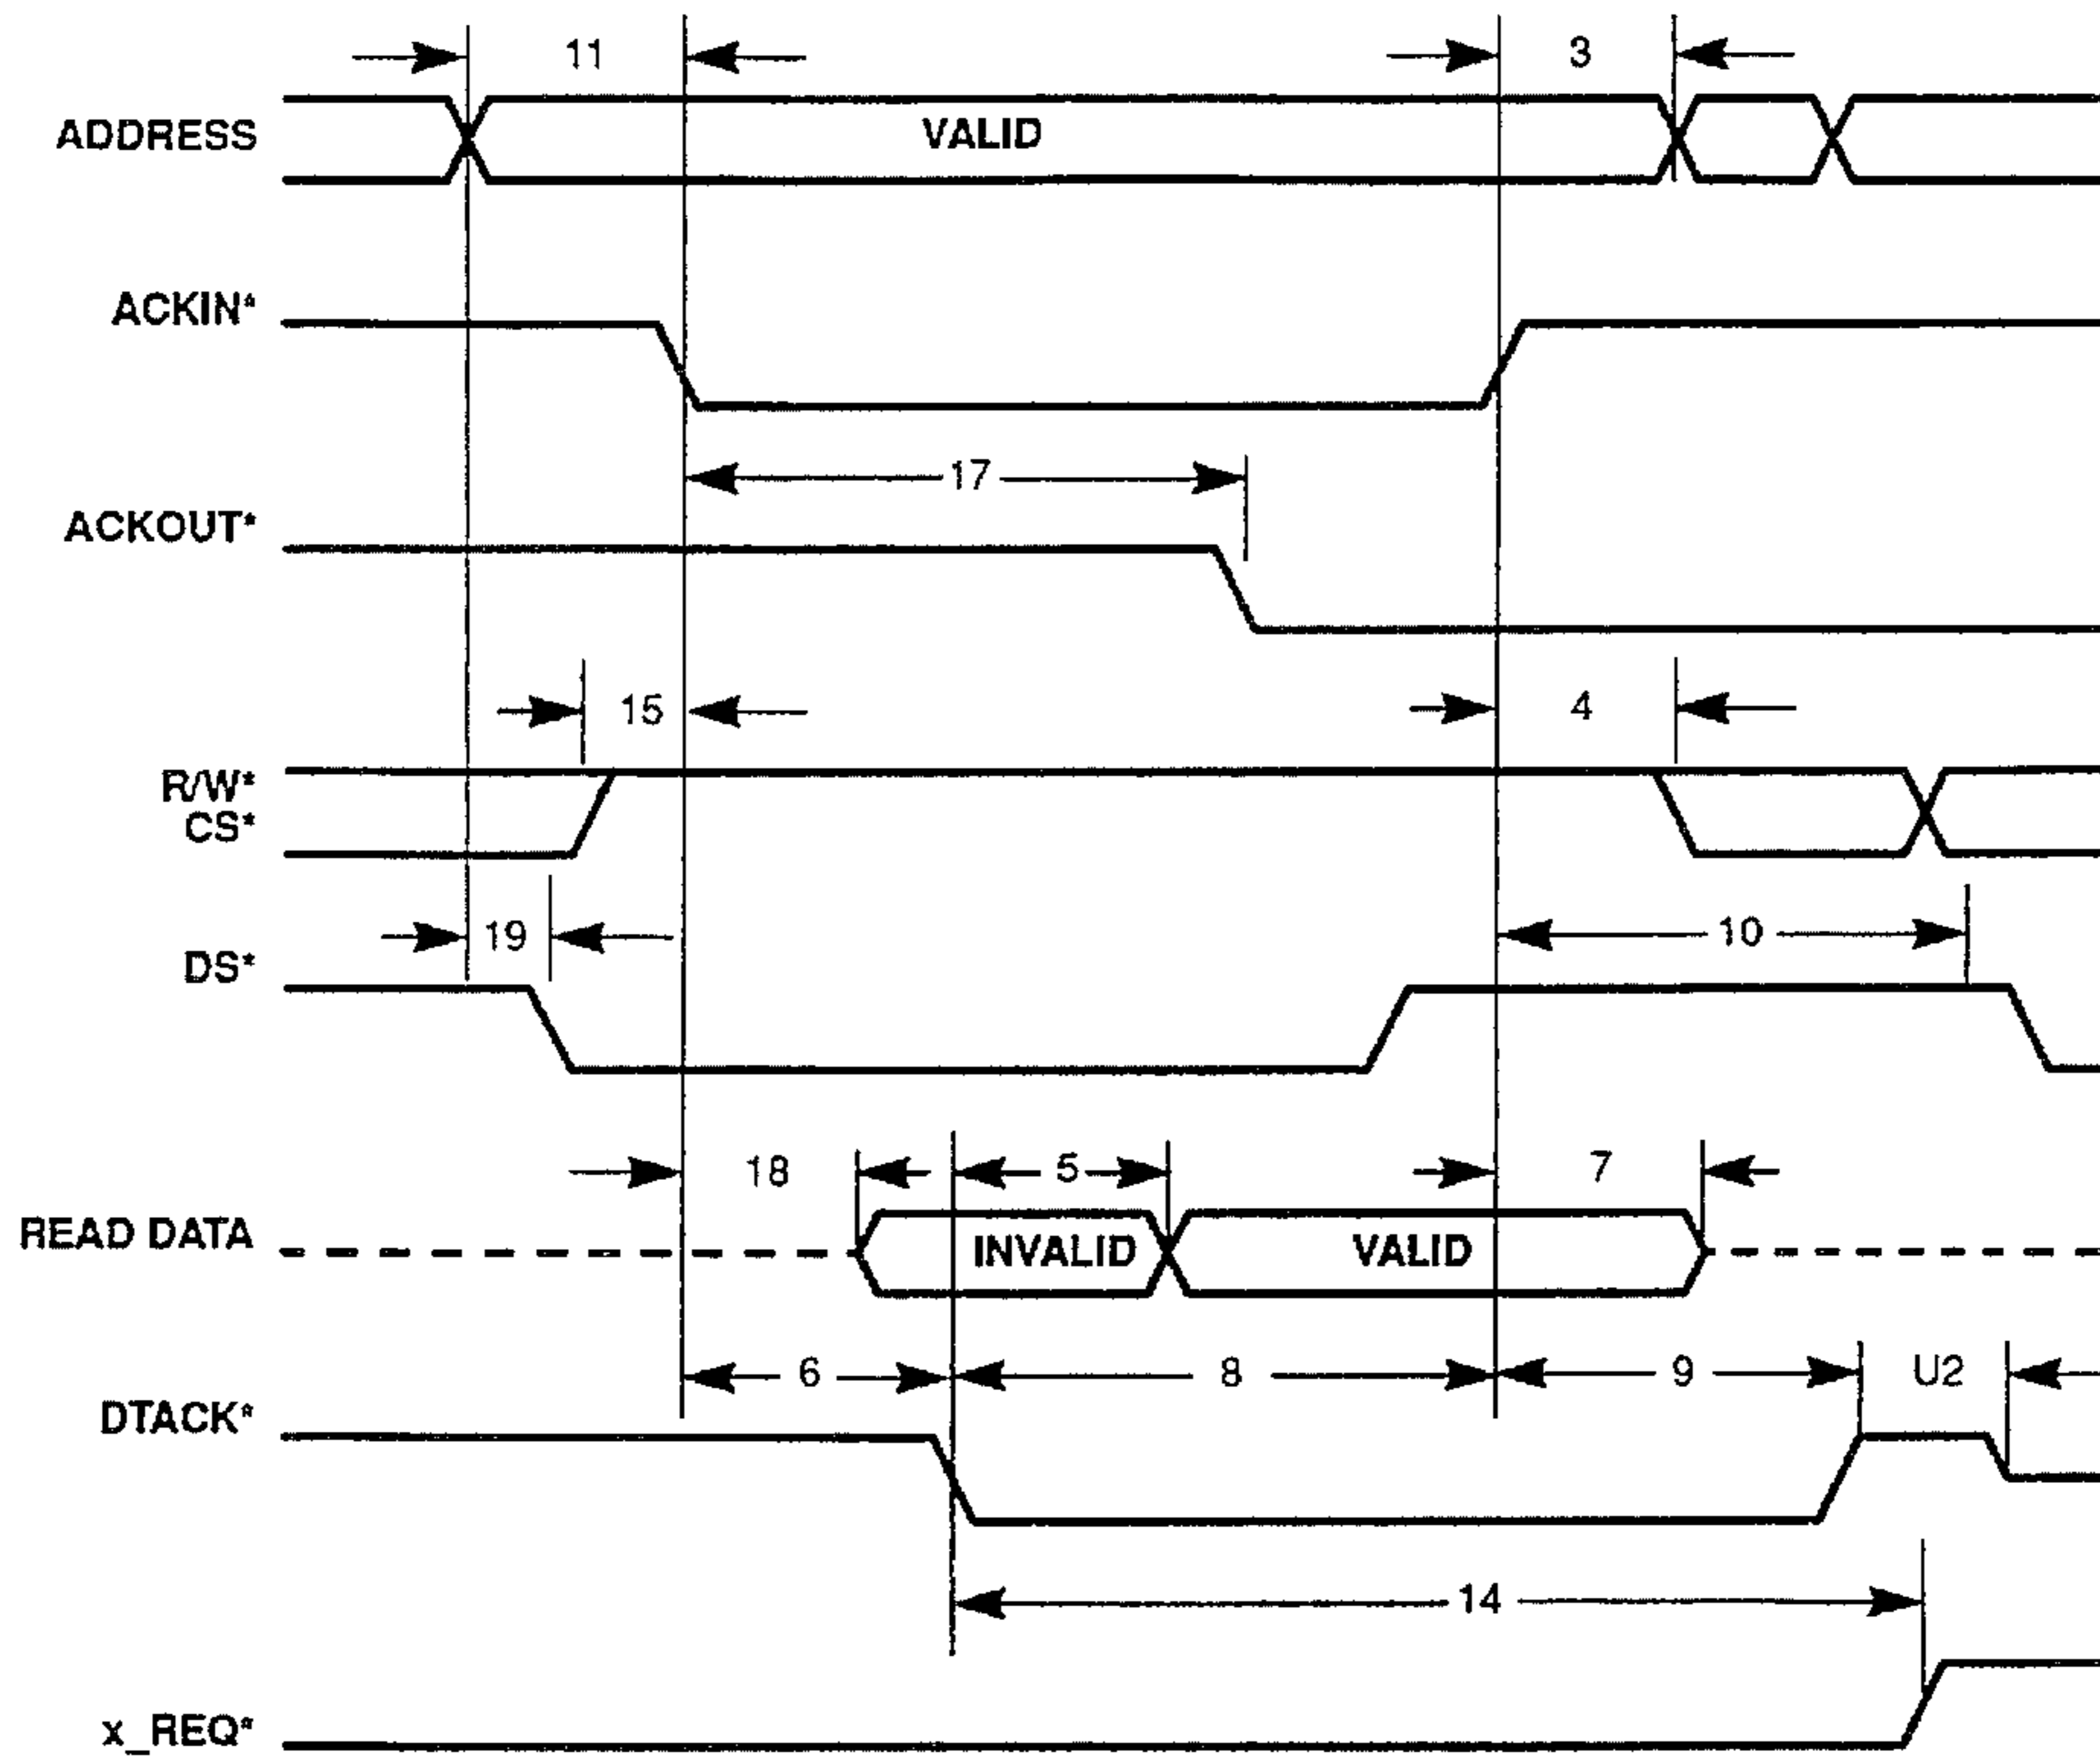 11
3
ADDRESS
VALID
ACKIN*
17
ACKOUT*
15
4
R/W*
CS*
19
10
DS*
18
5
7
READ DATA
INVALID
VALID
6
8
9
U2
DTACK*
14
x_REQ*